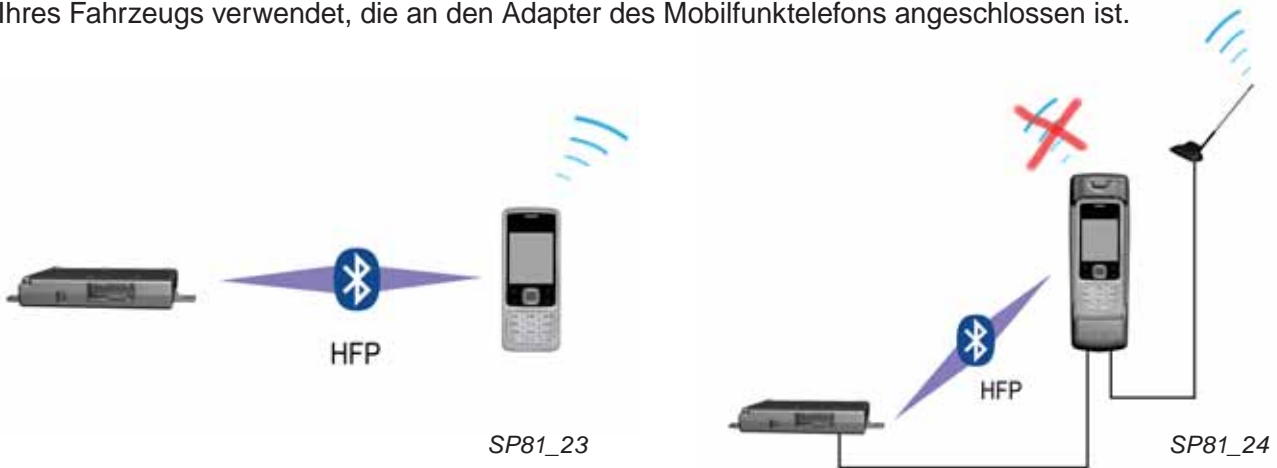 Ihres Fahrzeugs verwendet, die an den Adapter des Mobilfunktelefons angeschlossen ist.
HFP
HFP
SP81_23
SP81_24